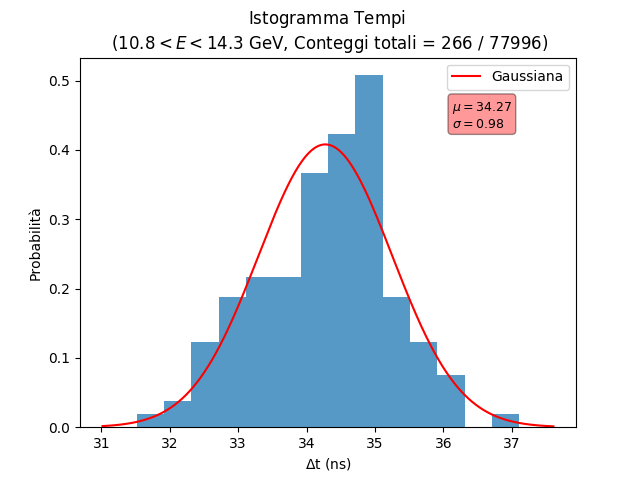 Istogramma Tempi
(10.8 < E < 14.3 GeV, Conteggi totali = 266 / 77996)
Gaussiana
μ = 34.27
σ = 0.98
Probabilità
0.5
0.4
0.3
0.2
0.1
0.0
31 32 33 34 35 36 37
Δt (ns)